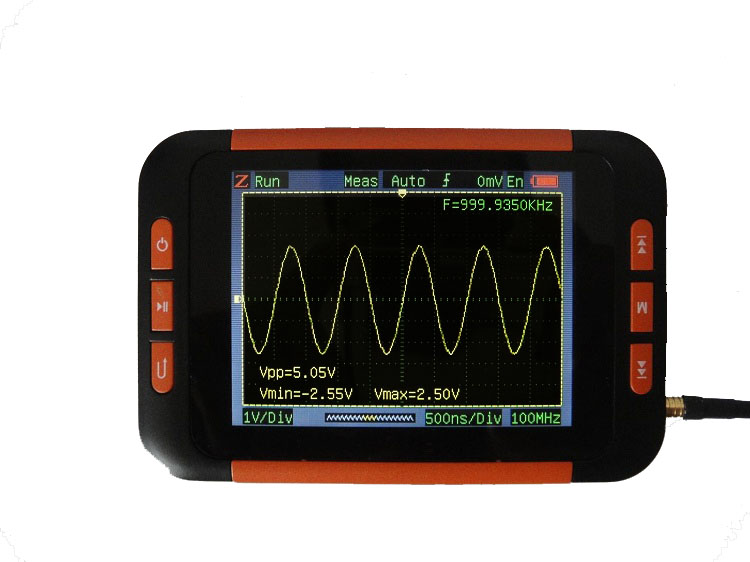 Z Run Meas Auto 0mV En
F=999.9350KHz
M
Vpp=5.05V
Vmin=-2.55V Vmax=2.50V
1V/Div 500ns/Div 100MHz